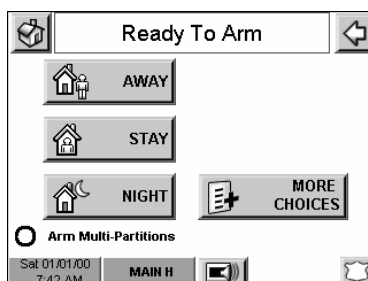 Ready To Arm
AWAY
STAY
NIGHT
MORE
CHOICES
Arm Multi-Partitions
Sat 01/01/00
7:42 AM
MAIN H